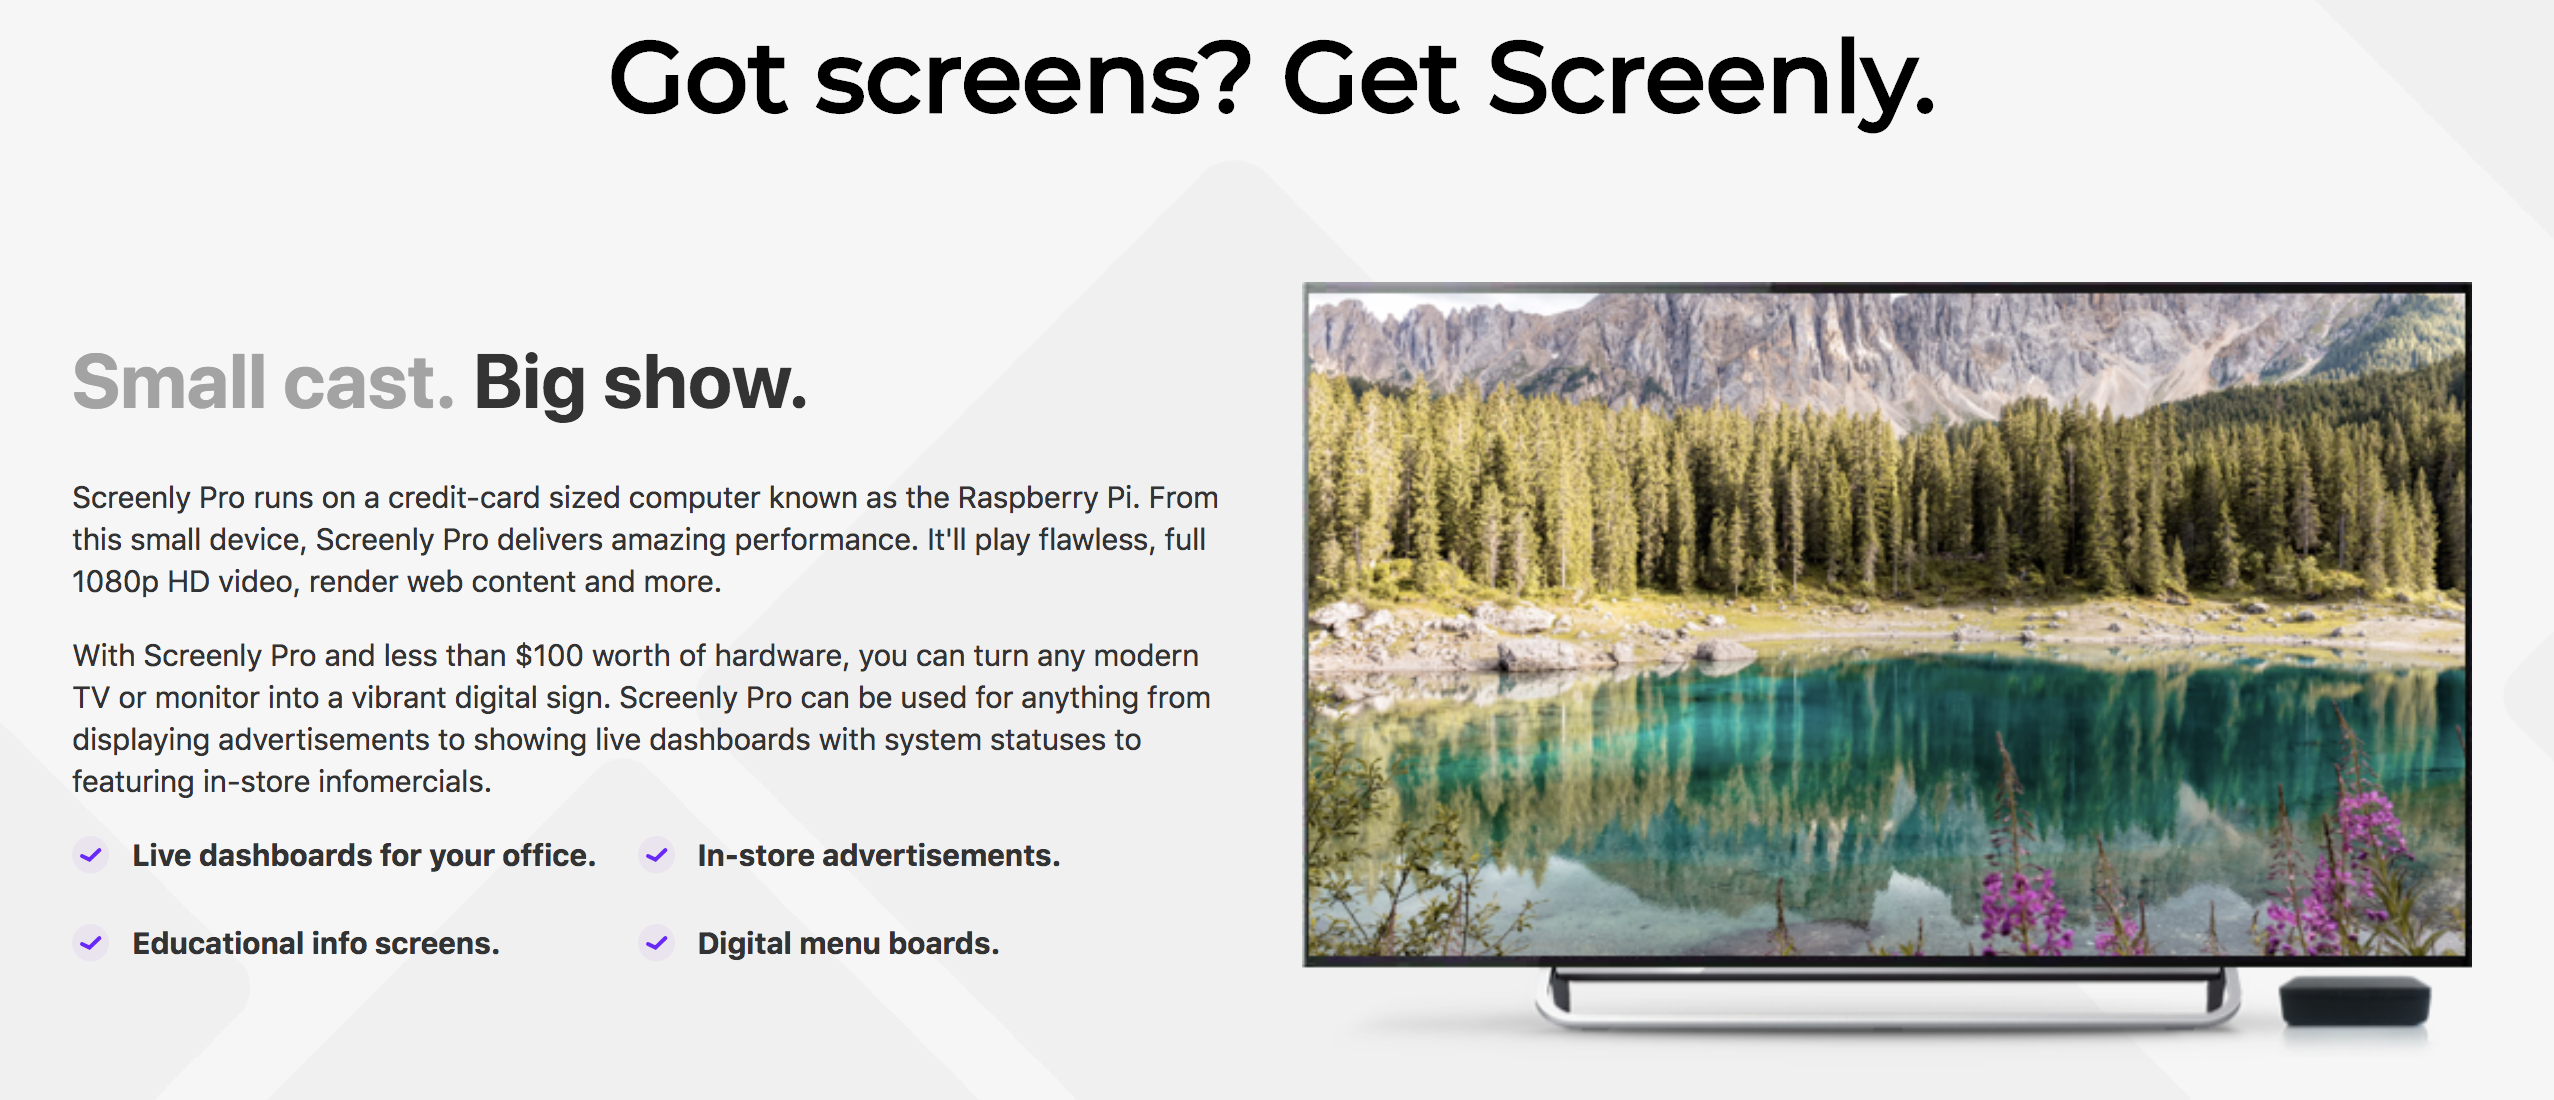 Got screens? Get Screenly.
Small cast. Big show.
Screenly Pro runs on a credit-card sized computer known as the Raspberry Pi. From
this small device, Screenly Pro delivers amazing performance. It'll play flawless, full
1080p HD video, render web content and more.
With Screenly Pro and less than $100 worth of hardware, you can turn any modern
TV or monitor into a vibrant digital sign. Screenly Pro can be used for anything from
displaying advertisements to showing live dashboards with system statuses to
featuring in-store infomercials.
Live dashboards for your office.
In-store advertisements.
Educational info screens.
Digital menu boards.